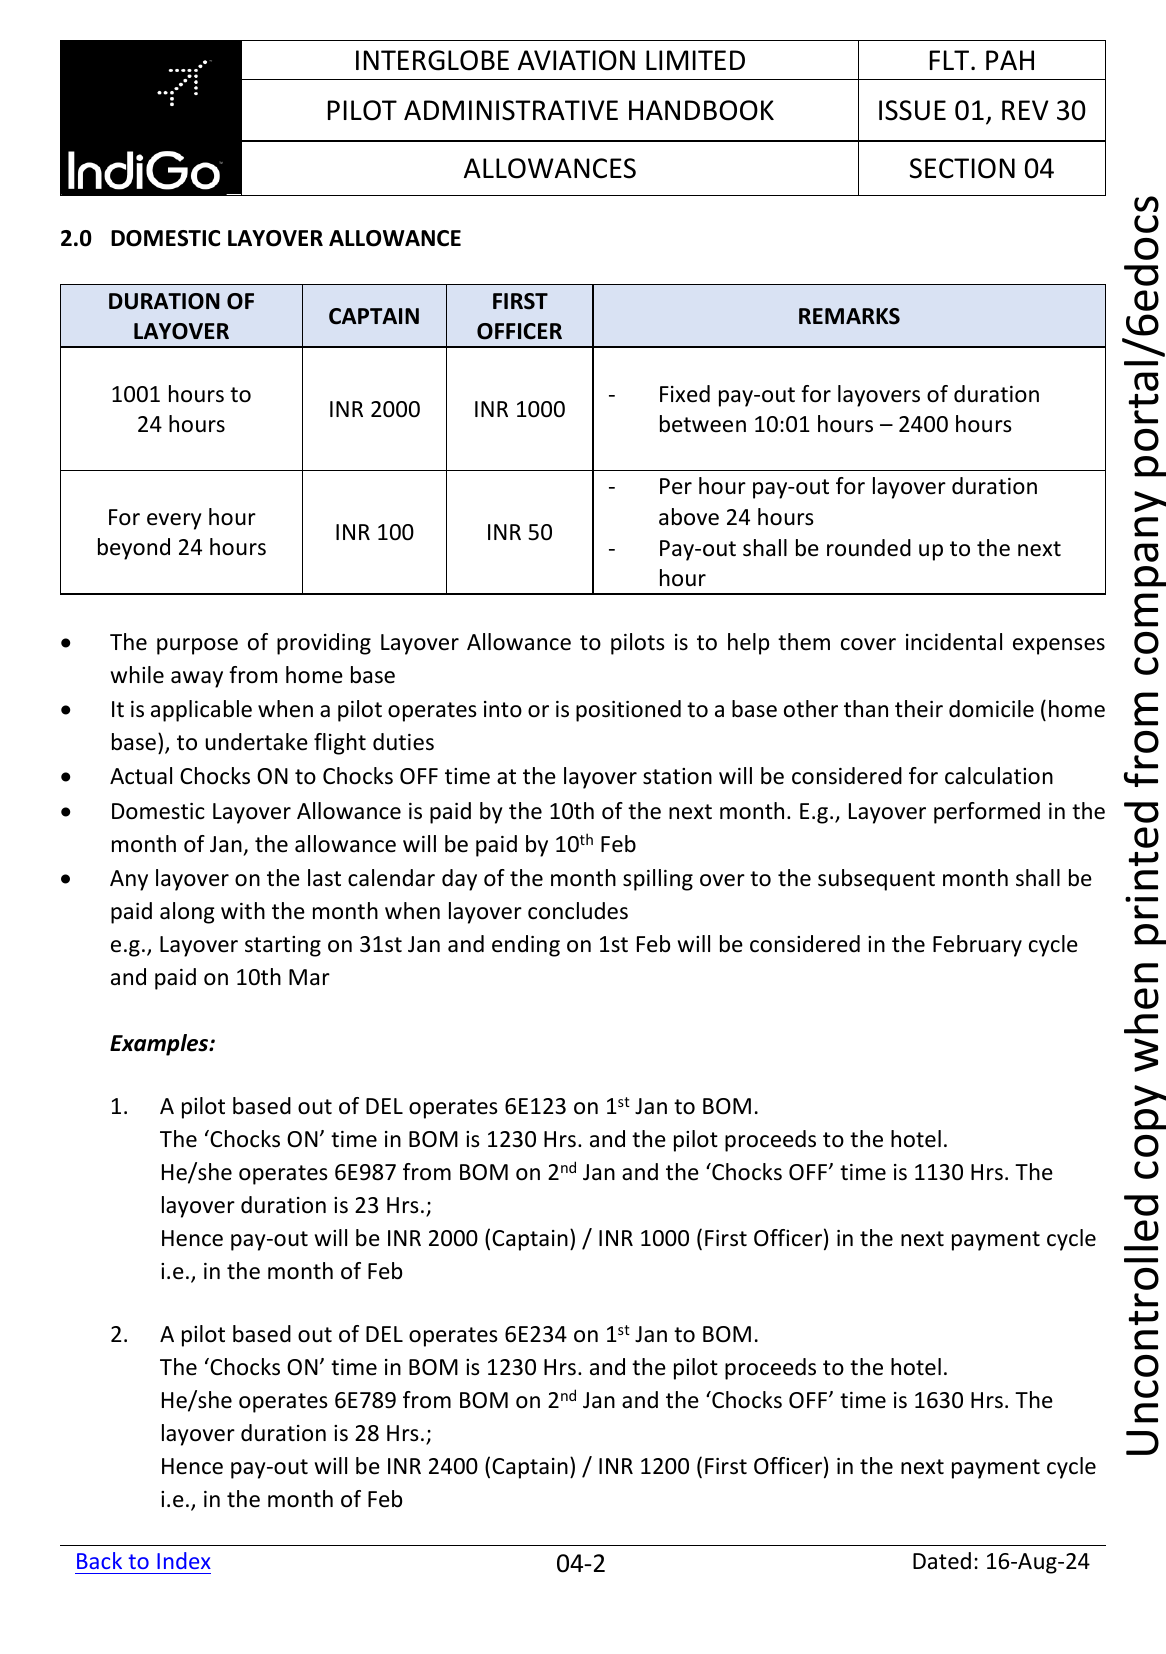 IndiGo
INTERGLOBE AVIATION LIMITED
FLT. PAH
PILOT ADMINISTRATIVE HANDBOOK
ISSUE 01, REV 30
ALLOWANCES
SECTION 04
2.0 DOMESTIC LAYOVER ALLOWANCE
DURATION OF
LAYOVER
CAPTAIN
FIRST
OFFICER
REMARKS
1001 hours to
24 hours
INR 2000
INR 1000
- Fixed pay-out for layovers of duration
between 10:01 hours – 2400 hours
For every hour
beyond 24 hours
INR 100
INR 50
- Per hour pay-out for layover duration
above 24 hours
- Pay-out shall be rounded up to the next
hour
• The purpose of providing Layover Allowance to pilots is to help them cover incidental expenses
while away from home base
• It is applicable when a pilot operates into or is positioned to a base other than their domicile (home
base), to undertake flight duties
• Actual Chocks ON to Chocks OFF time at the layover station will be considered for calculation
• Domestic Layover Allowance is paid by the 10th of the next month. E.g., Layover performed in the
month of Jan, the allowance will be paid by 10th Feb
• Any layover on the last calendar day of the month spilling over to the subsequent month shall be
paid along with the month when layover concludes
e.g., Layover starting on 31st Jan and ending on 1st Feb will be considered in the February cycle
and paid on 10th Mar
Examples:
1. A pilot based out of DEL operates 6E123 on 1st Jan to BOM.
The ‘Chocks ON’ time in BOM is 1230 Hrs. and the pilot proceeds to the hotel.
He/she operates 6E987 from BOM on 2nd Jan and the ‘Chocks OFF’ time is 1130 Hrs. The
layover duration is 23 Hrs.;
Hence pay-out will be INR 2000 (Captain) / INR 1000 (First Officer) in the next payment cycle
i.e., in the month of Feb
2. A pilot based out of DEL operates 6E234 on 1st Jan to BOM.
The ‘Chocks ON’ time in BOM is 1230 Hrs. and the pilot proceeds to the hotel.
He/she operates 6E789 from BOM on 2nd Jan and the ‘Chocks OFF’ time is 1630 Hrs. The
layover duration is 28 Hrs.;
Hence pay-out will be INR 2400 (Captain) / INR 1200 (First Officer) in the next payment cycle
i.e., in the month of Feb
Back to Index
04-2
Dated: 16-Aug-24
Uncontrolled copy when printed from company portal/6edocs